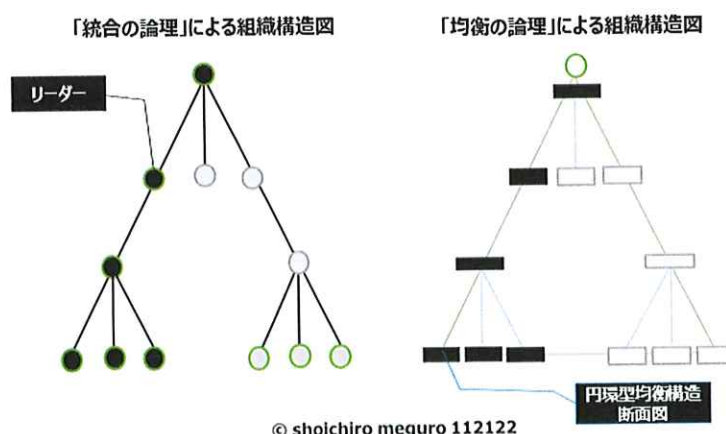 「統合の論理」による組織構造図
「均衡の論理」による組織構造図
リーダー
円環型均衡構造
断面図
© shoichiro meguro 112122